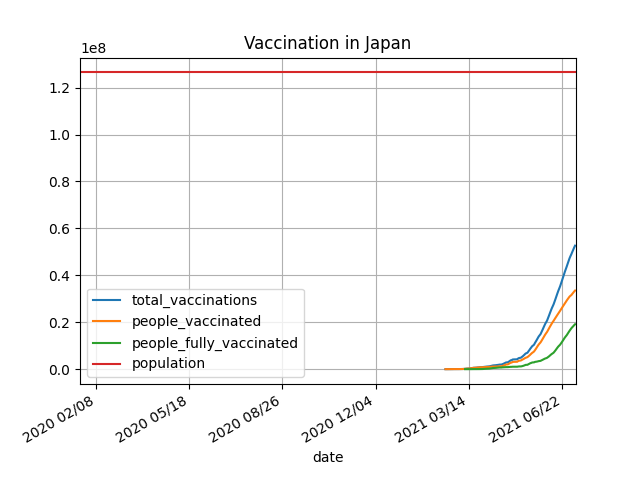 Vaccination in Japan
1e8
1.2
1.0
0.8
0.6
0.4
0.2
0.0
total_vaccinations
people_vaccinated
people_fully_vaccinated
population
2020 02/08
2020 05/18
2020 08/26
2020 12/04
2021 03/14
2021 06/22
date